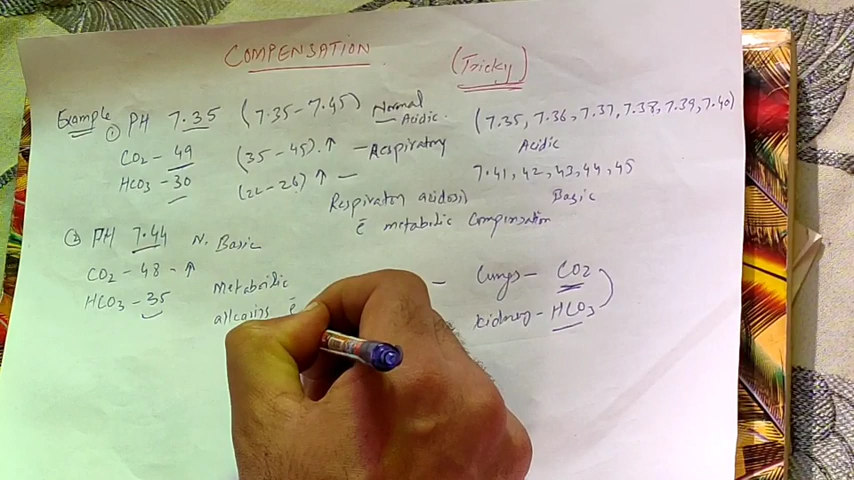 COMPENSATION (Tricky)
Example
① PH 7.35 (7.35-7.45) Normal Acidic. (7.35, 7.36, 7.37, 7.38, 7.39, 7.40)
CO2 - 49 (35-45).↑ - Respiratory Acidic
HCO3 - 30 (22-26) ↑ - 7.41, 42, 43, 44, 45
Respiratory acidosis Basic
c̄ metabolic Compensation
② PH 7.44 N. Basic
CO2 - 48 - ↑ Metabolic - lungs - CO2
HCO3 - 35 alkalosis c̄ kidney - HCO3